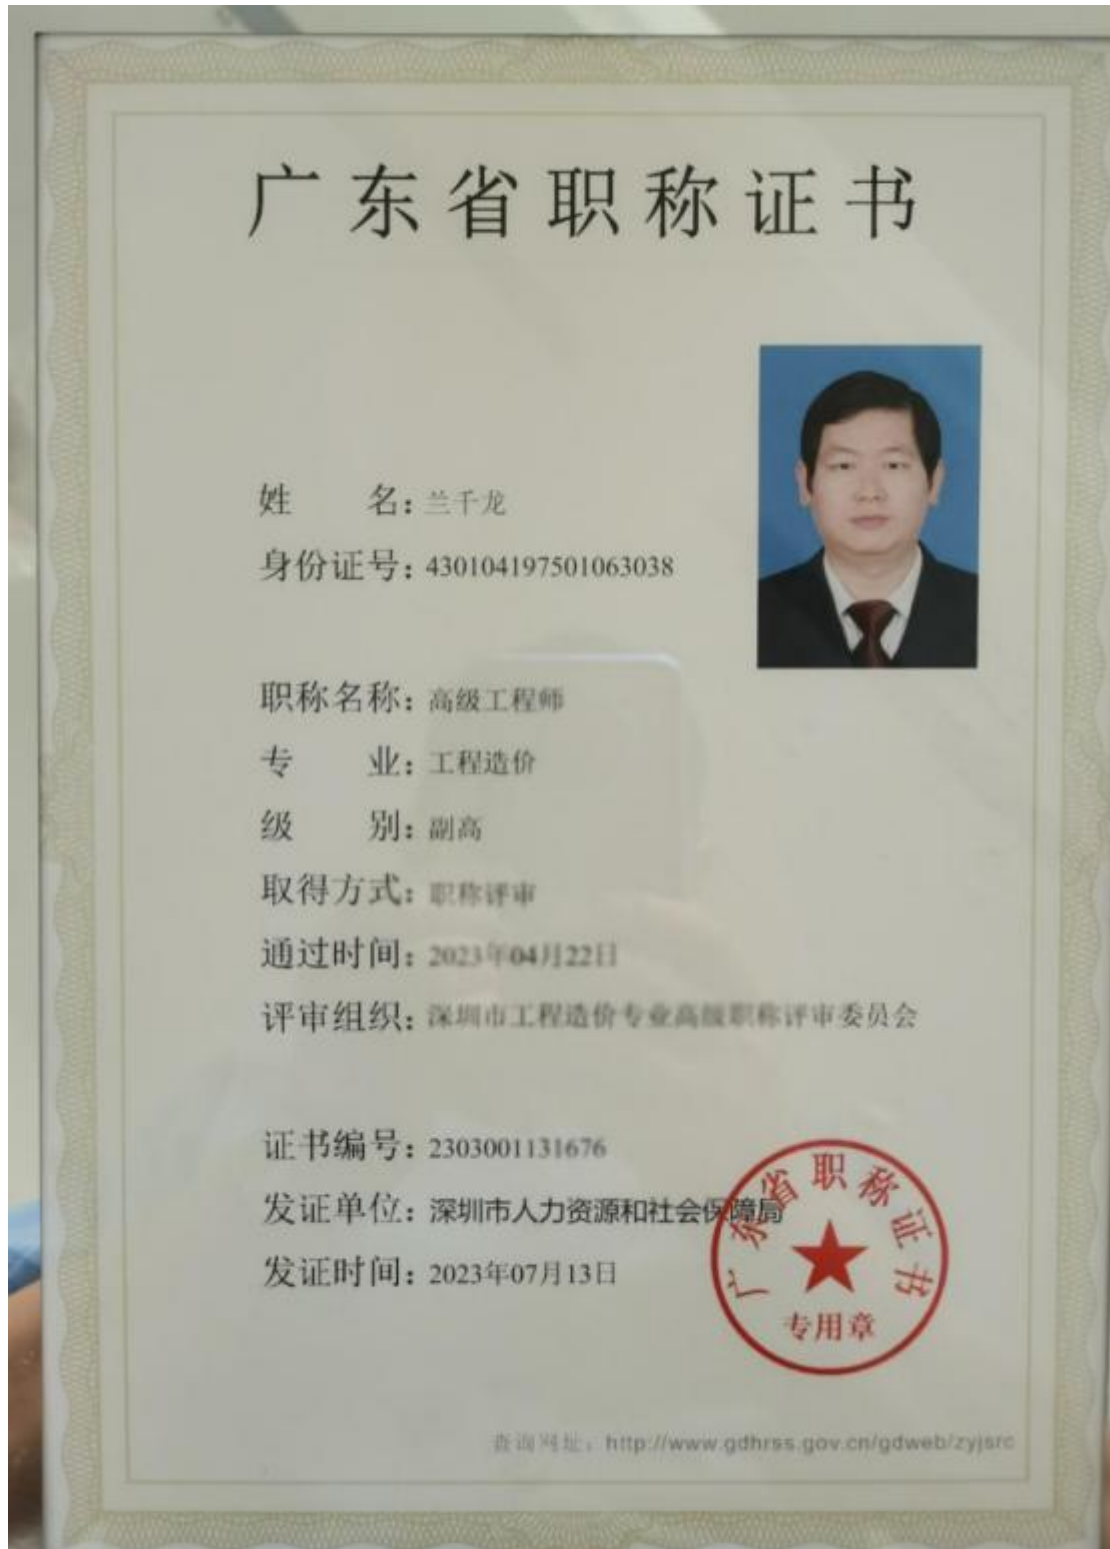 广东省职称证书
姓 名：兰千龙
身份证号：430104197501063038
职称名称：高级工程师
专 业：工程造价
级 别：副高
取得方式：职称评审
通过时间：2023年04月22日
评审组织：深圳市工程造价专业高级职称评审委员会
证书编号：2303001131676
发证单位：深圳市人力资源和社会保障局
发证时间：2023年07月13日
广东省职称证书
专用章
查询网址：http://www.gdhrss.gov.cn/gdweb/zyjsrc